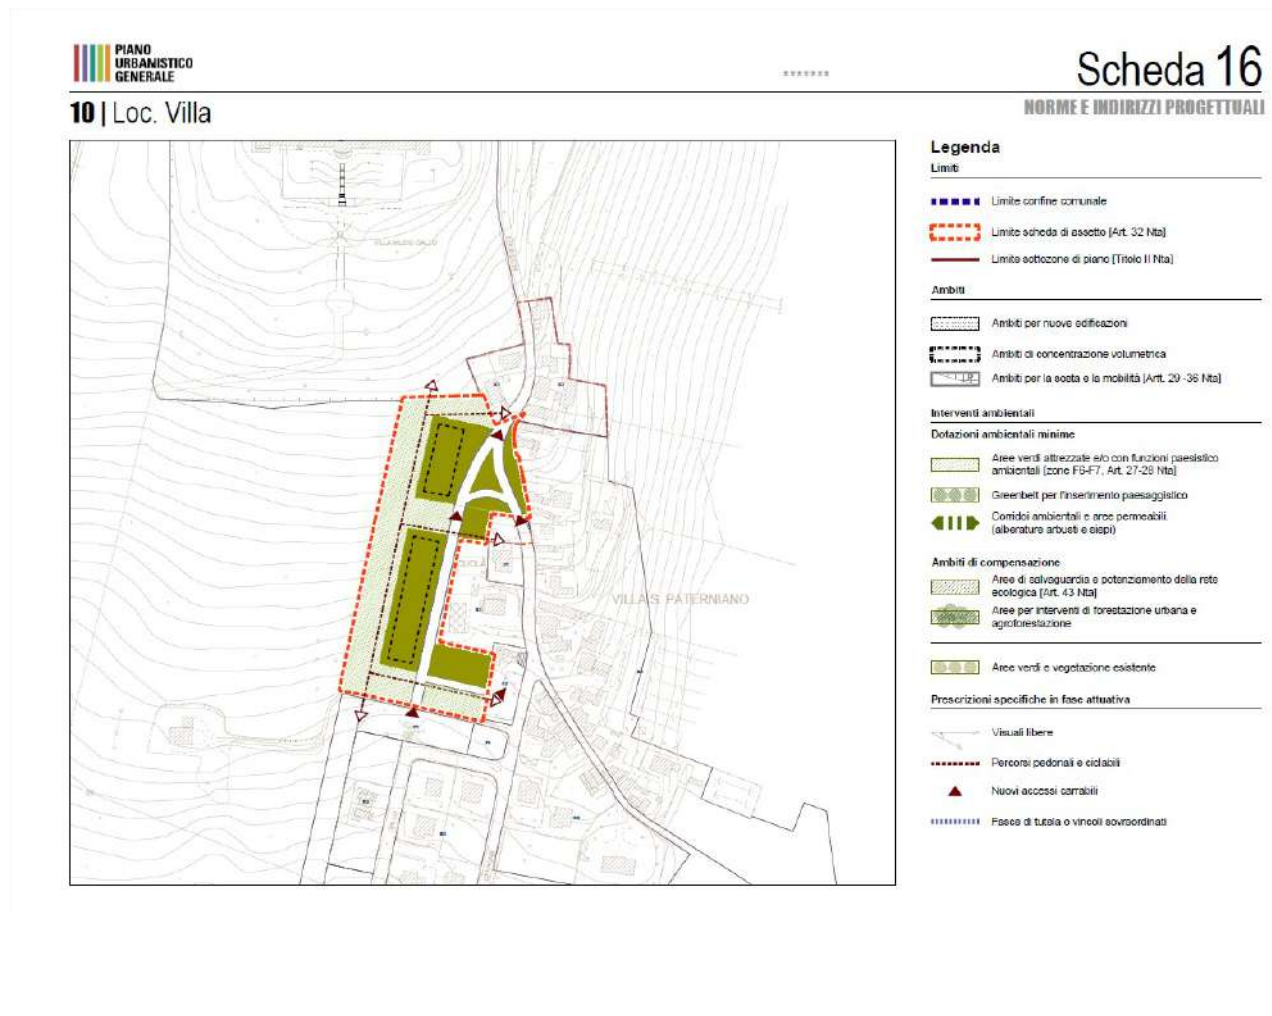 PIANO
URBANISTICO
GENERALE
*******
Scheda 16
10 | Loc. Villa
NORME E INDIRIZZI PROGETTUALI
VILLA S. PATERNIANO
Legenda
Limiti
Limite confine comunale
Limite scheda di assetto [Art. 32 Nta]
Limite sottozone di piano [Titolo II Nta]
Ambiti
Ambiti per nuove edificazioni
Ambiti di concentrazione volumetrica
Ambiti per la sosta e la mobilità [Artt. 29 -36 Nta]
Interventi ambientali
Dotazioni ambientali minime
Aree verdi attrezzate e/o con funzioni paesistico
ambientali [zone F6-F7, Art. 27-28 Nta]
Greenbelt per l'inserimento paesaggistico
Corridoi ambientali e aree permeabili
(alberature arbusti e siepi)
Ambiti di compensazione
Aree di salvaguardia e potenziamento della rete
ecologica [Art. 43 Nta]
Aree per interventi di forestazione urbana e
agroforestazione
Aree verdi e vegetazione esistente
Prescrizioni specifiche in fase attuativa
Visuali libere
Percorsi pedonali e ciclabili
Nuovi accessi carrabili
Fasce di tutela o vincoli sovraordinati